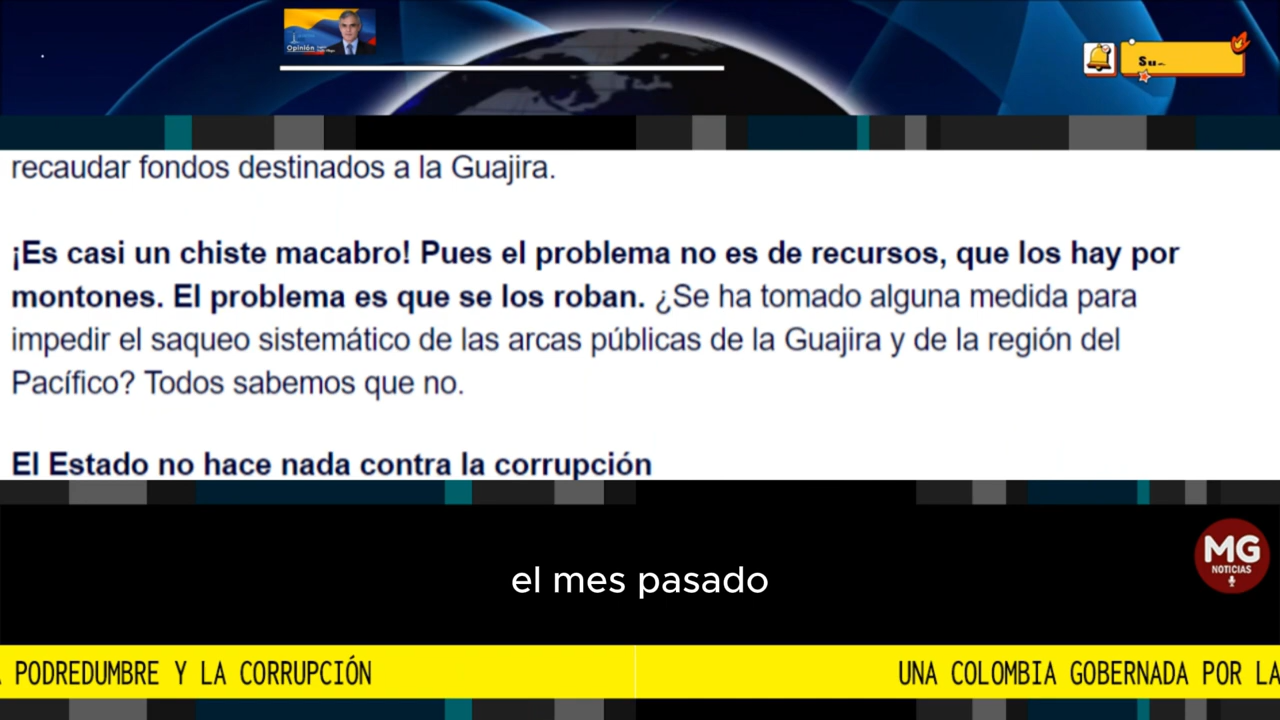 Opinión
Su
recaudar fondos destinados a la Guajira.
¡Es casi un chiste macabro! Pues el problema no es de recursos, que los hay por
montones. El problema es que se los roban. ¿Se ha tomado alguna medida para
impedir el saqueo sistemático de las arcas públicas de la Guajira y de la región del
Pacífico? Todos sabemos que no.
El Estado no hace nada contra la corrupción
MG
NOTICIAS
el mes pasado
PODREDUMBRE Y LA CORRUPCIÓN
UNA COLOMBIA GOBERNADA POR LA